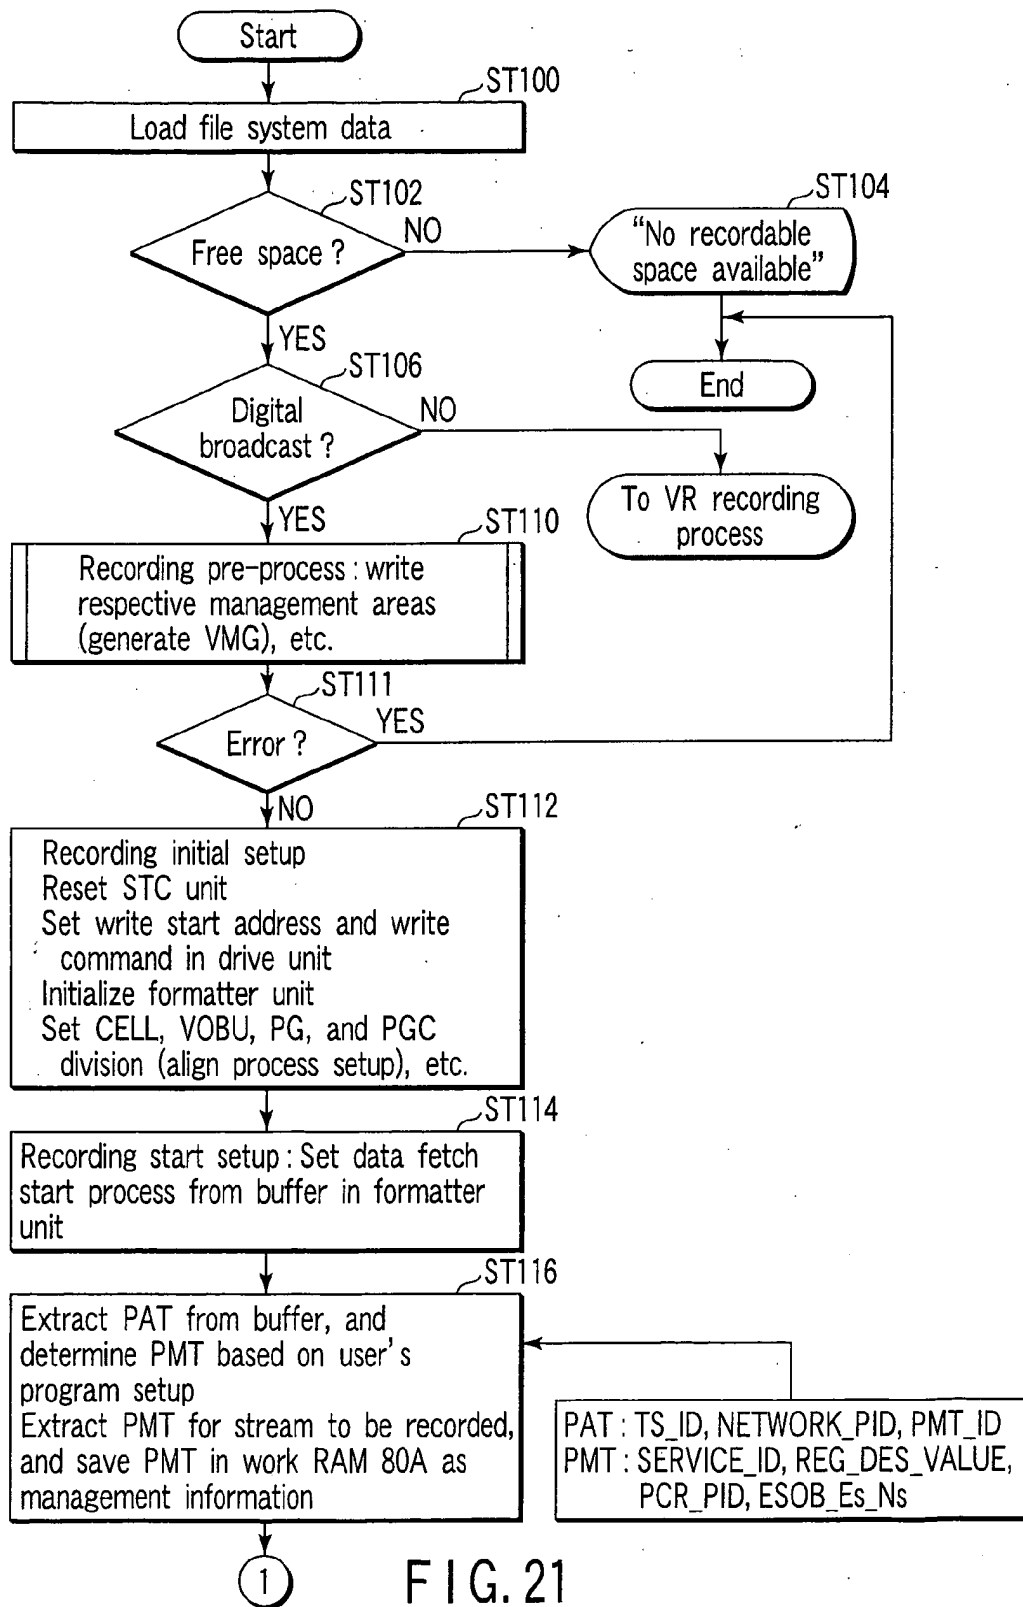 Start
ST100
Load file system data
ST102
Free space ?
NO
ST104
“No recordable
space available”
YES
End
ST106
Digital
broadcast ?
NO
To VR recording
process
YES
ST110
Recording pre-process : write
respective management areas
(generate VMG), etc.
ST111
Error ?
YES
NO
ST112
Recording initial setup
Reset STC unit
Set write start address and write
command in drive unit
Initialize formatter unit
Set CELL, VOBU, PG, and PGC
division (align process setup), etc.
ST114
Recording start setup : Set data fetch
start process from buffer in formatter
unit
ST116
Extract PAT from buffer, and
determine PMT based on user's
program setup
Extract PMT for stream to be recorded,
and save PMT in work RAM 80A as
management information
PAT : TS_ID, NETWORK_PID, PMT_ID
PMT : SERVICE_ID, REG_DES_VALUE,
PCR_PID, ESOB_Es_Ns
1
FIG. 21